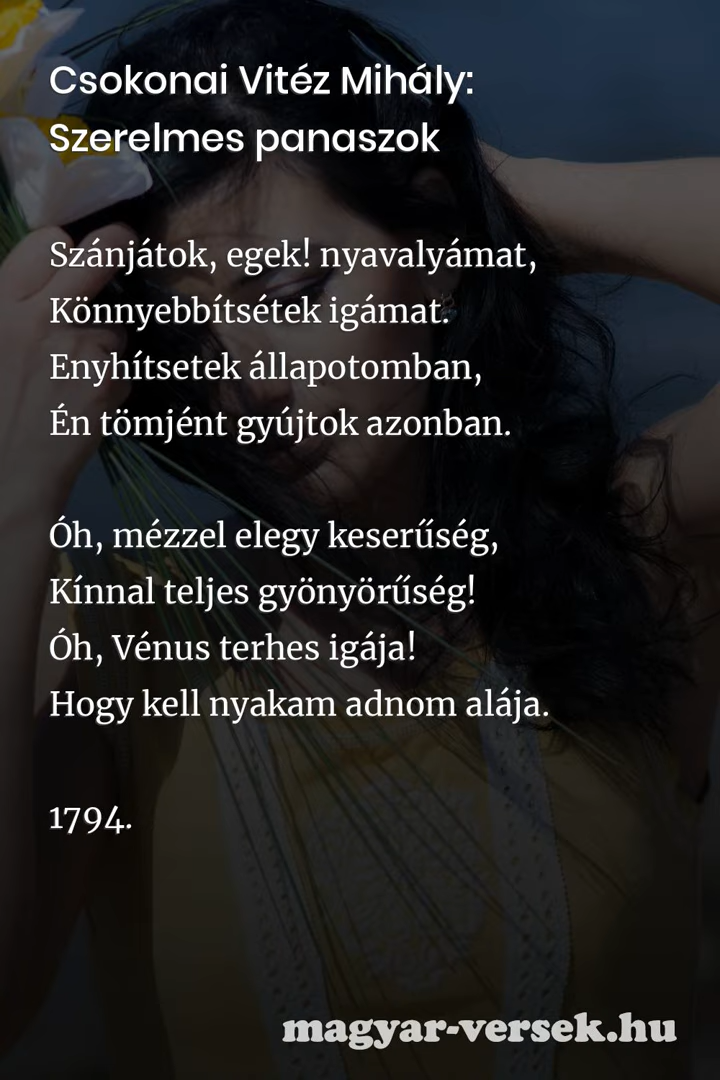 Csokonai Vitéz Mihály:
Szerelmes panaszok
Szánjátok, egek! nyavalyámat,
Könnyebbítsétek igámat.
Enyhítsetek állapotomban,
Én tömjént gyújtok azonban.
Óh, mézzel elegy keserűség,
Kínnal teljes gyönyörűség!
Óh, Vénus terhes igája!
Hogy kell nyakam adnom alája.
1794.
magyar-versek.hu